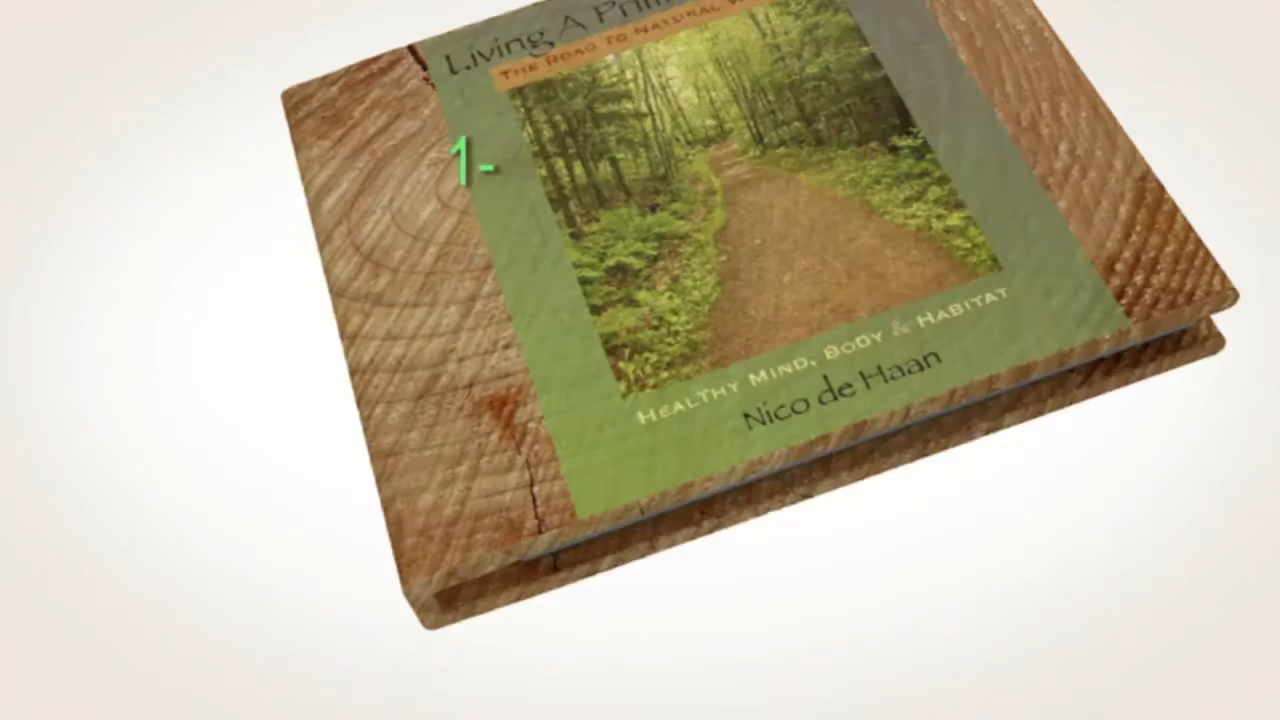 Living A Prim
THE ROAD TO NATURAL W
1-
HEALTHY MIND, BODY & HABITAT
Nico de Haan